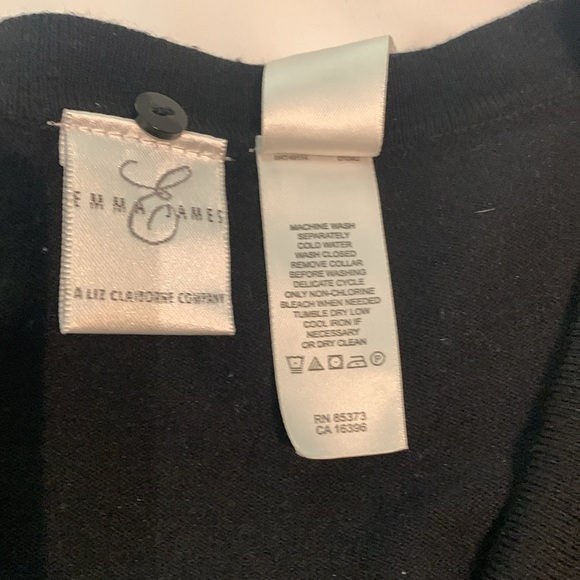 E
EMMA JAMES
A LIZ CLAIBORNE COMPANY
MACHINE WASH
SEPARATELY
COLD WATER
WASH CLOSED
REMOVE COLLAR
BEFORE WASHING
DELICATE CYCLE
ONLY NON-CHLORINE
BLEACH WHEN NEEDED
TUMBLE DRY LOW
COOL IRON IF
NECESSARY
OR DRY CLEAN
P
RN 85373
CA 16396